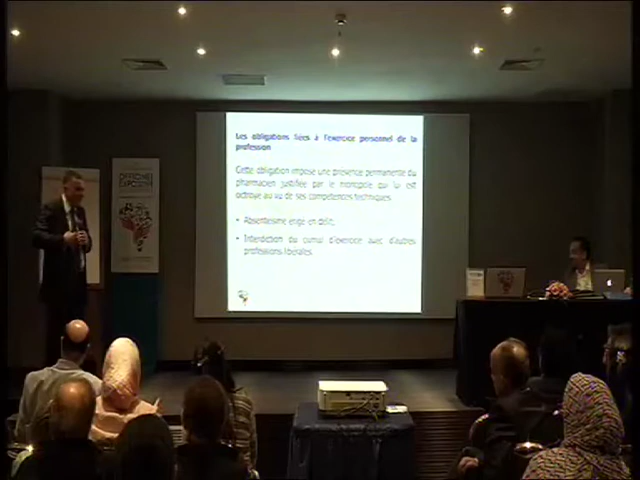 Les obligations liées à l'exercice personnel de la
profession
Cette obligation impose une présence permanente du
pharmacien justifiée par le monopole qui lui est
octroyé au vu de ses compétences techniques.
• Absentéisme érigé en délit.
• Interdiction du cumul d'exercice avec d'autres
professions libérales.
OFFICINE
EXPO